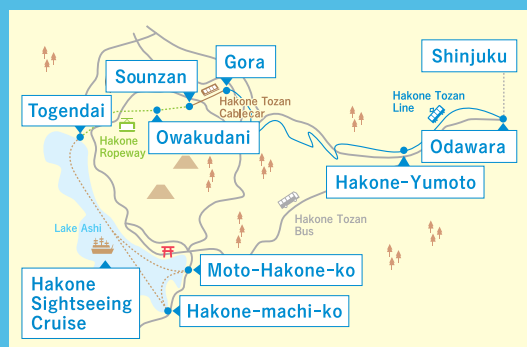 Shinjuku
Gora
Sounzan
Hakone Tozan
Line
Hakone Tozan
Cablecar
Togendai
Owakudani
Odawara
Hakone
Ropeway
Hakone-Yumoto
Hakone Tozan
Bus
Lake Ashi
Moto-Hakone-ko
Hakone
Sightseeing
Cruise
Hakone-machi-ko